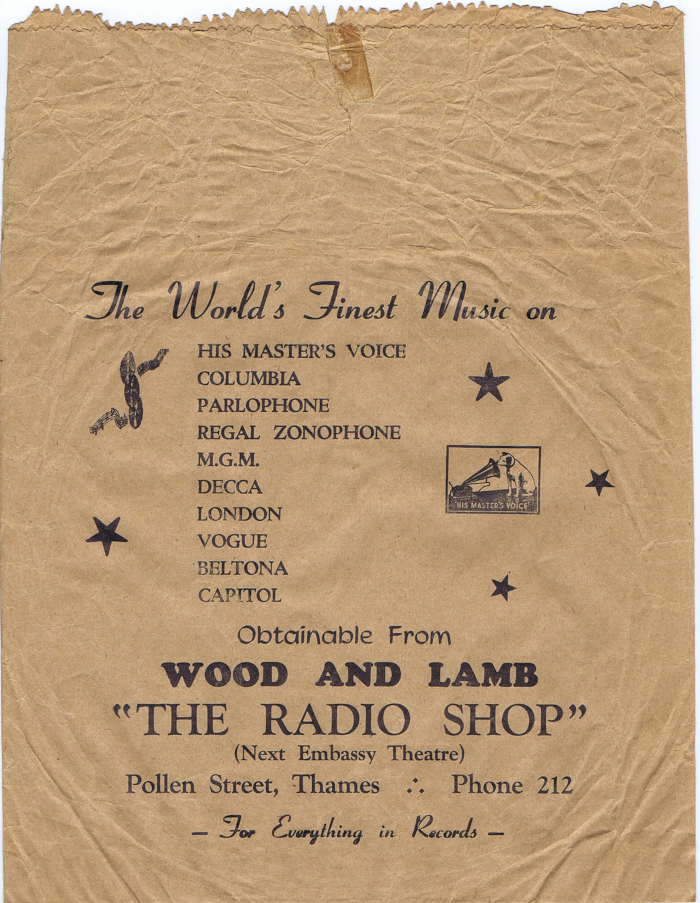 The World's Finest Music on
HIS MASTER'S VOICE
COLUMBIA
PARLOPHONE
REGAL ZONOPHONE
M.G.M.
DECCA
LONDON
VOGUE
BELTONA
CAPITOL
"HIS MASTER'S VOICE"
Obtainable From
WOOD AND LAMB
"THE RADIO SHOP"
(Next Embassy Theatre)
Pollen Street, Thames ∴ Phone 212
— For Everything in Records —